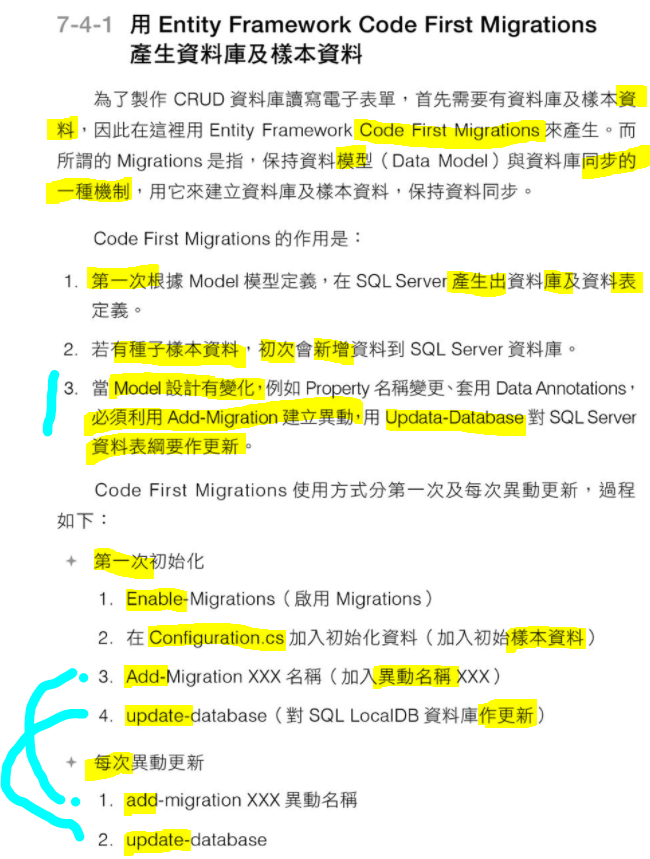 7-4-1 用 Entity Framework Code First Migrations
產生資料庫及樣本資料
為了製作 CRUD 資料庫讀寫電子表單，首先需要有資料庫及樣本資
料，因此在這裡用 Entity Framework Code First Migrations 來產生。而
所謂的 Migrations 是指，保持資料模型（Data Model）與資料庫同步的
一種機制，用它來建立資料庫及樣本資料，保持資料同步。
Code First Migrations 的作用是：
1. 第一次根據 Model 模型定義，在 SQL Server 產生出資料庫及資料表
定義。
2. 若有種子樣本資料，初次會新增資料到 SQL Server 資料庫。
3. 當 Model 設計有變化，例如 Property 名稱變更、套用 Data Annotations，
必須利用 Add-Migration 建立異動，用 Updata-Database 對 SQL Server
資料表綱要作更新。
Code First Migrations 使用方式分第一次及每次異動更新，過程
如下：
✦ 第一次初始化
1. Enable-Migrations（啟用 Migrations）
2. 在 Configuration.cs 加入初始化資料（加入初始樣本資料）
3. Add-Migration XXX 名稱（加入異動名稱 XXX）
4. update-database（對 SQL LocalDB 資料庫作更新）
✦ 每次異動更新
1. add-migration XXX 異動名稱
2. update-database